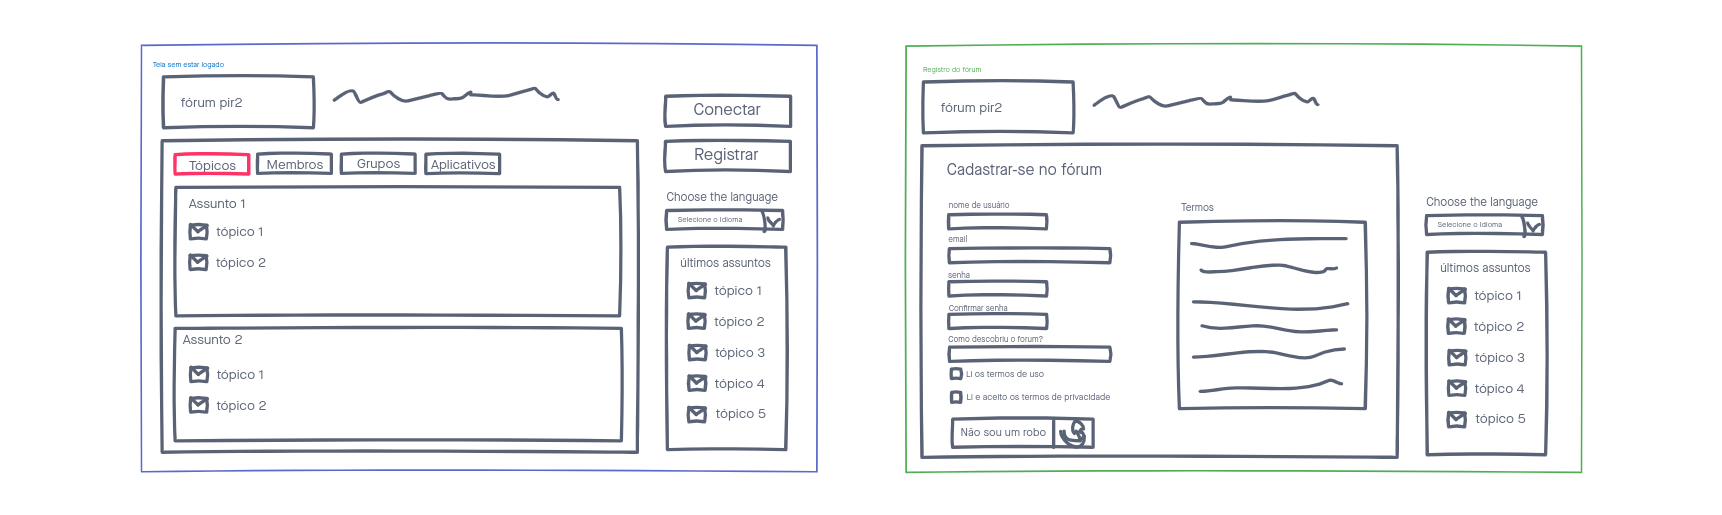 Tela sem estar logado
fórum pir2
Conectar
Registrar
Tópicos
Membros
Grupos
Aplicativos
Assunto 1
tópico 1
tópico 2
Assunto 2
tópico 1
tópico 2
Choose the language
Selecione o Idioma
últimos assuntos
tópico 1
tópico 2
tópico 3
tópico 4
tópico 5
Registro do fórum
fórum pir2
Cadastrar-se no fórum
nome de usuário
email
senha
Confirmar senha
Como descobriu o forum?
Li os termos de uso
Li e aceito os termos de privacidade
Não sou um robo
Termos
Choose the language
Selecione o Idioma
últimos assuntos
tópico 1
tópico 2
tópico 3
tópico 4
tópico 5